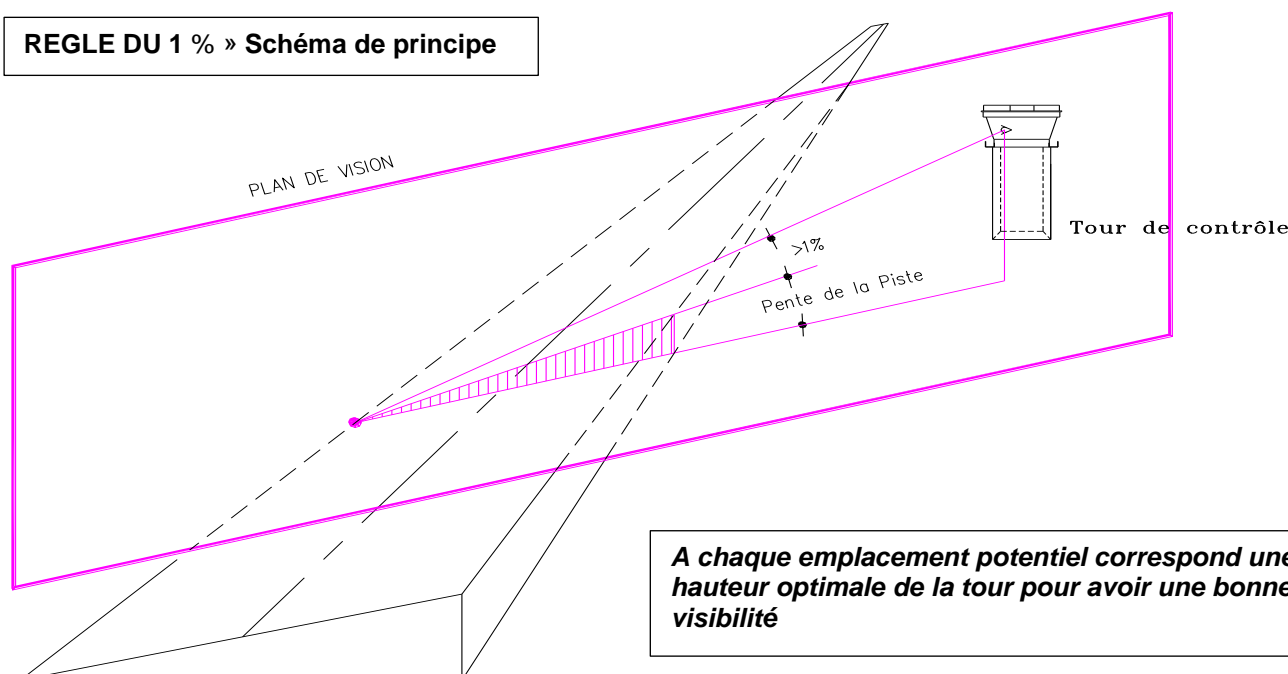 REGLE DU 1 % » Schéma de principe
PLAN DE VISION
Tour de contrôle
>1%
Pente de la Piste
A chaque emplacement potentiel correspond une
hauteur optimale de la tour pour avoir une bonne
visibilité